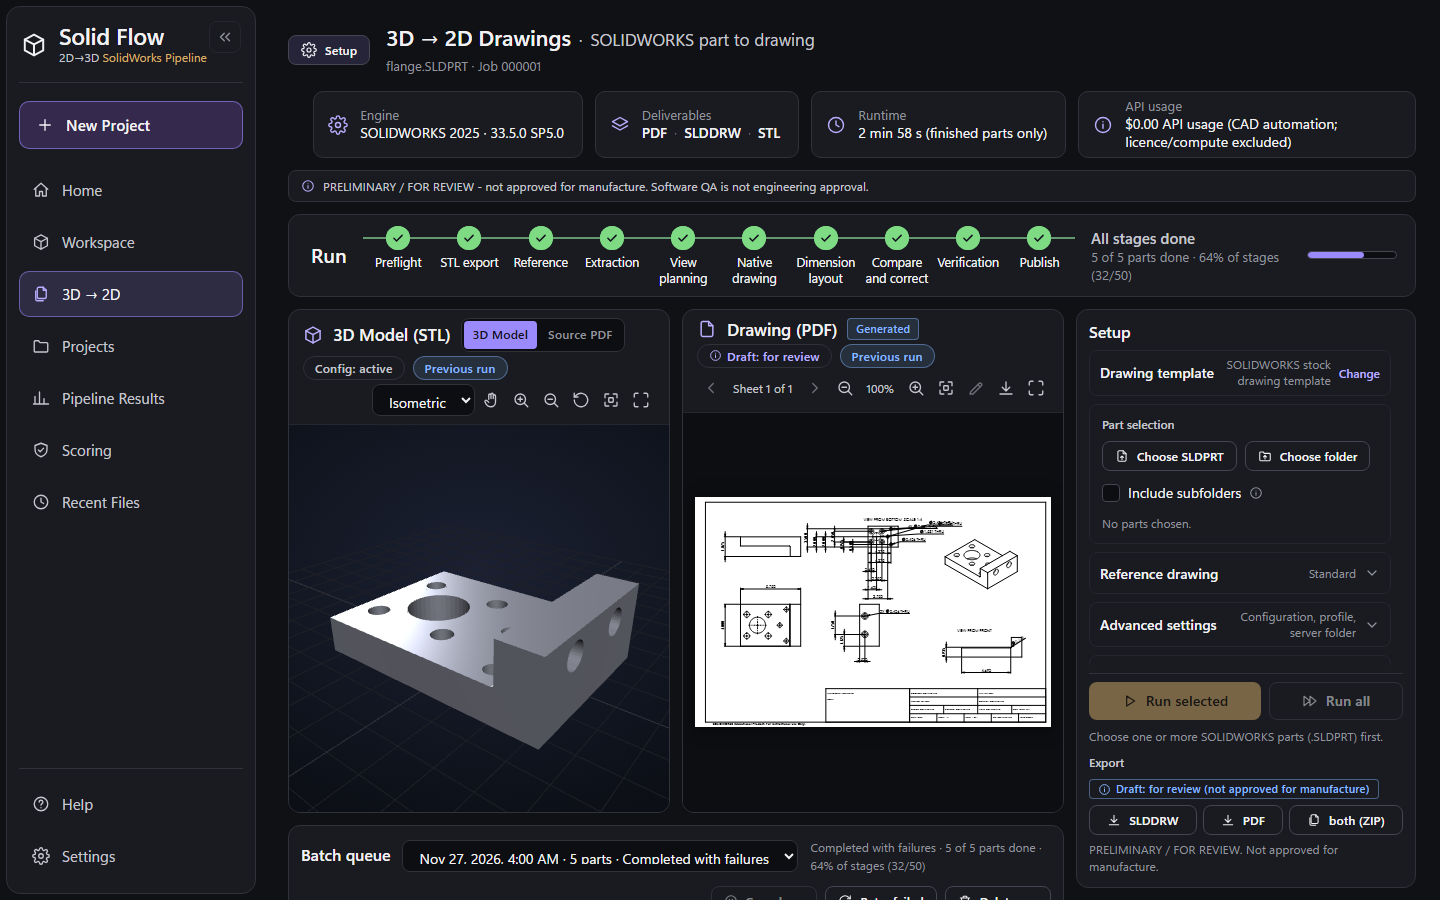 Solid Flow
2D→3D SolidWorks Pipeline
New Project
Home
Workspace
3D → 2D
Projects
Pipeline Results
Scoring
Recent Files
Help
Settings
Setup
3D → 2D Drawings · SOLIDWORKS part to drawing
flange.SLDPRT · Job 000001
Engine
SOLIDWORKS 2025 · 33.5.0 SP5.0
Deliverables
PDF · SLDDRW · STL
Runtime
2 min 58 s (finished parts only)
API usage
$0.00 API usage (CAD automation;
licence/compute excluded)
PRELIMINARY / FOR REVIEW - not approved for manufacture. Software QA is not engineering approval.
Run
Preflight
STL export
Reference
Extraction
View
planning
Native
drawing
Dimension
layout
Compare
and correct
Verification
Publish
All stages done
5 of 5 parts done · 64% of stages
(32/50)
3D Model (STL)
3D Model
Source PDF
Config: active
Previous run
Isometric
Drawing (PDF)
Generated
Draft: for review
Previous run
Sheet 1 of 1
100%
VIEW FROM BOTTOM SCALE 1:1
VIEW FROM FRONT
Setup
Drawing template
SOLIDWORKS stock
drawing template
Change
Part selection
Choose SLDPRT
Choose folder
Include subfolders
No parts chosen.
Reference drawing
Standard
Advanced settings
Configuration, profile,
server folder
Run selected
Run all
Choose one or more SOLIDWORKS parts (.SLDPRT) first.
Export
Draft: for review (not approved for manufacture)
SLDDRW
PDF
both (ZIP)
PRELIMINARY / FOR REVIEW. Not approved for
manufacture.
Batch queue
Nov 27, 2026, 4:00 AM · 5 parts · Completed with failures
Completed with failures · 5 of 5 parts done ·
64% of stages (32/50)